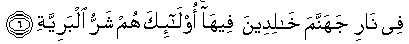 فِى نَارِ جَهَنَّمَ خَـٰلِدِينَ فِيهَآ ۚ أُو۟لَـٰٓئِكَ هُمْ شَرُّ ٱلْبَرِيَّةِ ۝٦